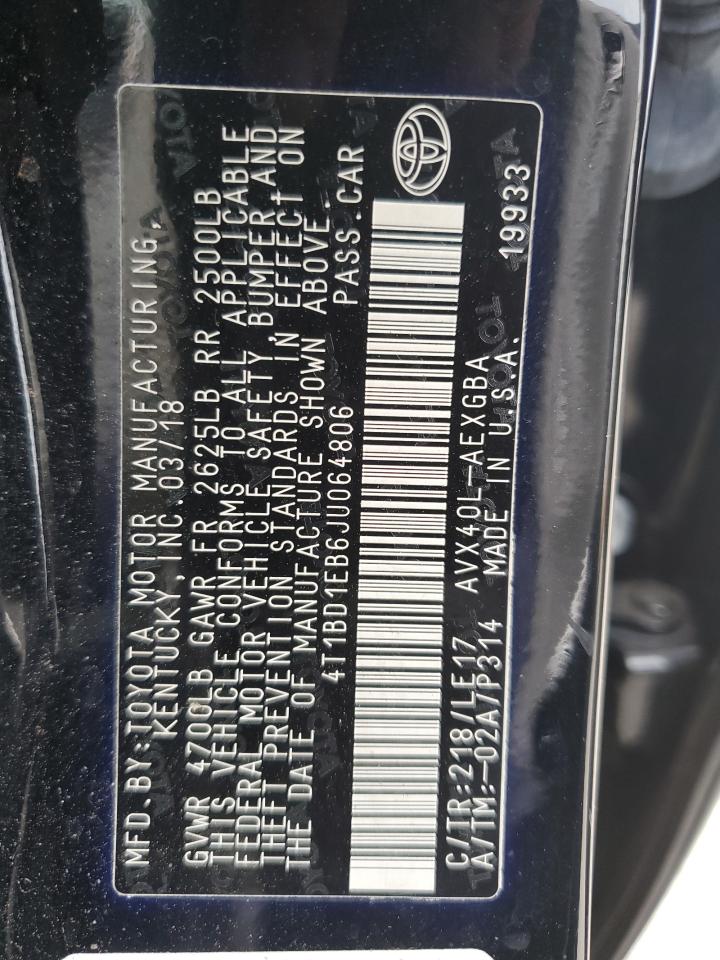 MFD.BY:TOYOTA MOTOR MANUFACTURING,
KENTUCKY, INC.03/18
GVWR 4700LB GAWR FR 2625LB RR 2500LB
THIS VEHICLE CONFORMS TO ALL APPLICABLE
FEDERAL MOTOR VEHICLE SAFETY, BUMPER AND
THEFT PREVENTION STANDARDS IN EFFECT ON
THE DATE OF MANUFACTURE SHOWN ABOVE.
4T1BD1EB6JU064806 PASS.CAR
C/TR:218/LE17 AVX40L-AEXGBA
A/TM:-02A/P314 MADE IN U.S.A. 19933